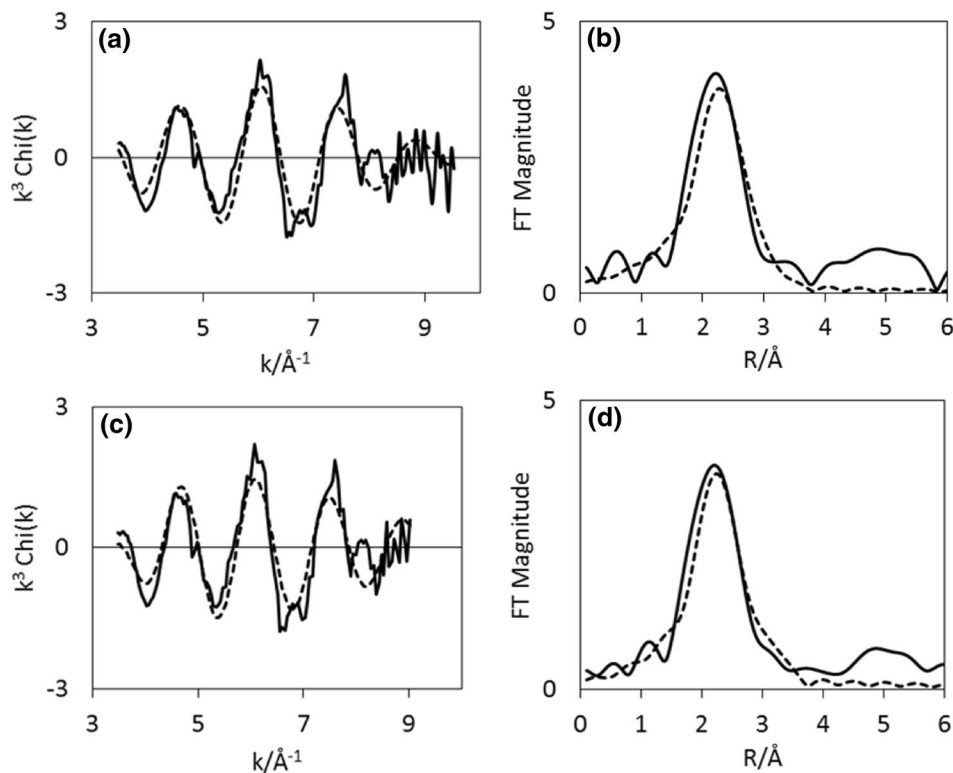 (a)
3
0
-3
k³ Chi(k)
3 5 7 9
k/Å⁻¹
(b)
5
0
FT Magnitude
0 1 2 3 4 5 6
R/Å
(c)
3
0
-3
k³ Chi(k)
3 5 7 9
k/Å⁻¹
(d)
5
0
FT Magnitude
0 1 2 3 4 5 6
R/Å